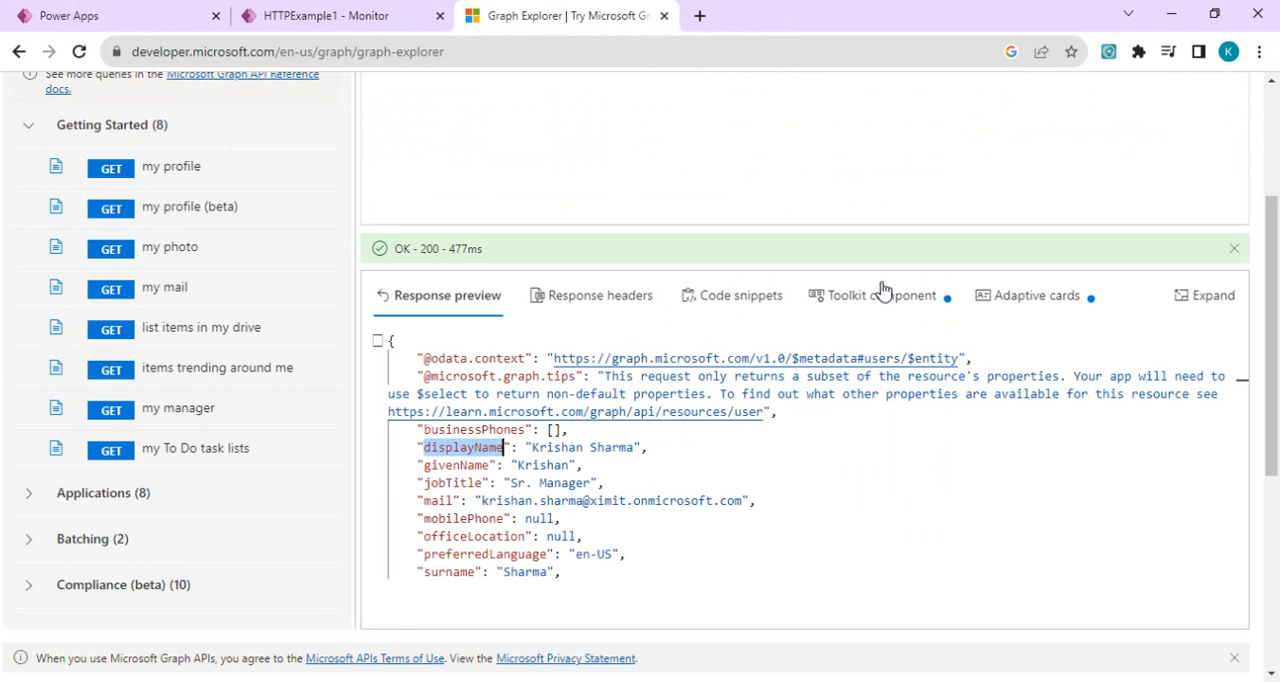 Power Apps
HTTPExample1 - Monitor
Graph Explorer | Try Microsoft Gr
developer.microsoft.com/en-us/graph/graph-explorer
K
See more queries in the Microsoft Graph API Reference
docs.
Getting Started (8)
GET my profile
GET my profile (beta)
GET my photo
GET my mail
GET list items in my drive
GET items trending around me
GET my manager
GET my To Do task lists
Applications (8)
Batching (2)
Compliance (beta) (10)
OK - 200 - 477ms
Response preview
Response headers
Code snippets
Toolkit component
Adaptive cards
Expand
{
"@odata.context": "https://graph.microsoft.com/v1.0/$metadata#users/$entity",
"@microsoft.graph.tips": "This request only returns a subset of the resource's properties. Your app will need to
use $select to return non-default properties. To find out what other properties are available for this resource see
https://learn.microsoft.com/graph/api/resources/user",
"businessPhones": [],
"displayName": "Krishan Sharma",
"givenName": "Krishan",
"jobTitle": "Sr. Manager",
"mail": "krishan.sharma@ximit.onmicrosoft.com",
"mobilePhone": null,
"officeLocation": null,
"preferredLanguage": "en-US",
"surname": "Sharma",
When you use Microsoft Graph APIs, you agree to the Microsoft APIs Terms of Use. View the Microsoft Privacy Statement.